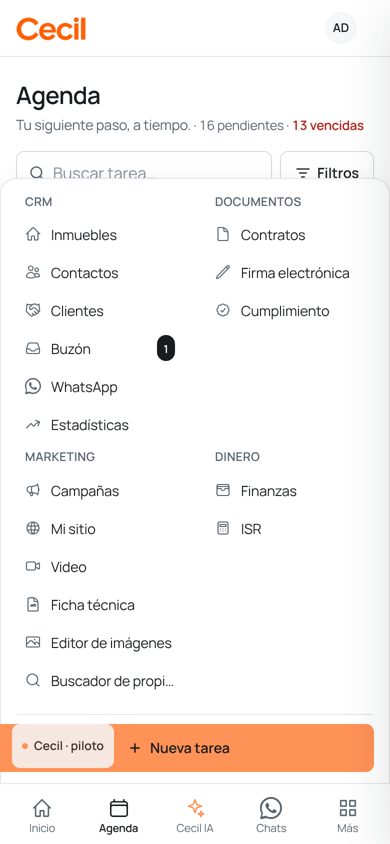 Cecil
AD
Agenda
Tu siguiente paso, a tiempo. · 16 pendientes · 13 vencidas
Buscar tarea...
Filtros
CRM
Inmuebles
Contactos
Clientes
Buzón
1
WhatsApp
Estadísticas
DOCUMENTOS
Contratos
Firma electrónica
Cumplimiento
MARKETING
Campañas
Mi sitio
Video
Ficha técnica
Editor de imágenes
Buscador de propi...
DINERO
Finanzas
ISR
Cecil · piloto
+ Nueva tarea
Inicio
Agenda
Cecil IA
Chats
Más